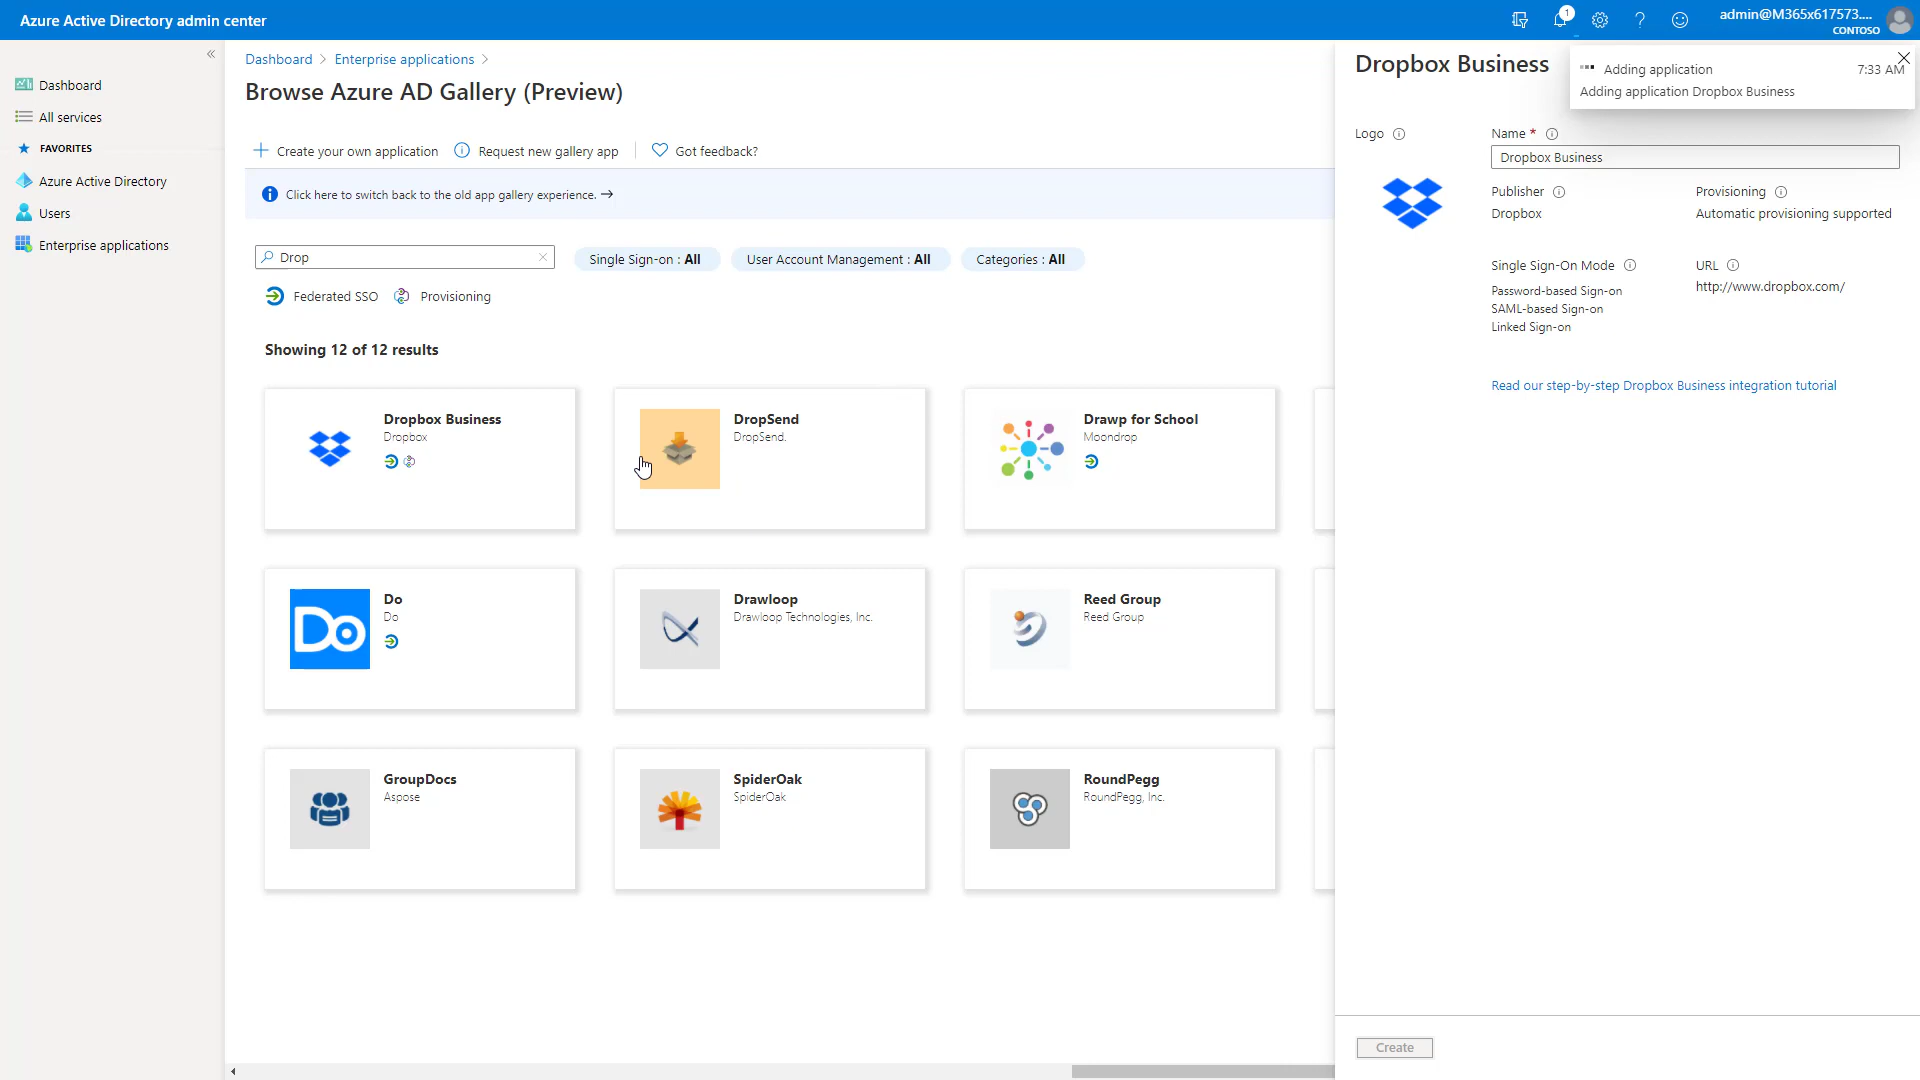 Azure Active Directory admin center
1
admin@M365x617573....
CONTOSO
Dashboard
All services
FAVORITES
Azure Active Directory
Users
Enterprise applications
Dashboard
Enterprise applications
Browse Azure AD Gallery (Preview)
Create your own application
Request new gallery app
Got feedback?
Click here to switch back to the old app gallery experience. →
Drop
Single Sign-on : All
User Account Management : All
Categories : All
Federated SSO
Provisioning
Showing 12 of 12 results
Dropbox Business
Dropbox
DropSend
DropSend.
Drawp for School
Moondrop
Do
Do
Do
Drawloop
Drawloop Technologies, Inc.
Reed Group
Reed Group
GroupDocs
Aspose
SpiderOak
SpiderOak
RoundPegg
RoundPegg, Inc.
Dropbox Business
Adding application
7:33 AM
Adding application Dropbox Business
Logo
Name *
Dropbox Business
Publisher
Dropbox
Provisioning
Automatic provisioning supported
Single Sign-On Mode
Password-based Sign-on
SAML-based Sign-on
Linked Sign-on
URL
http://www.dropbox.com/
Read our step-by-step Dropbox Business integration tutorial
Create